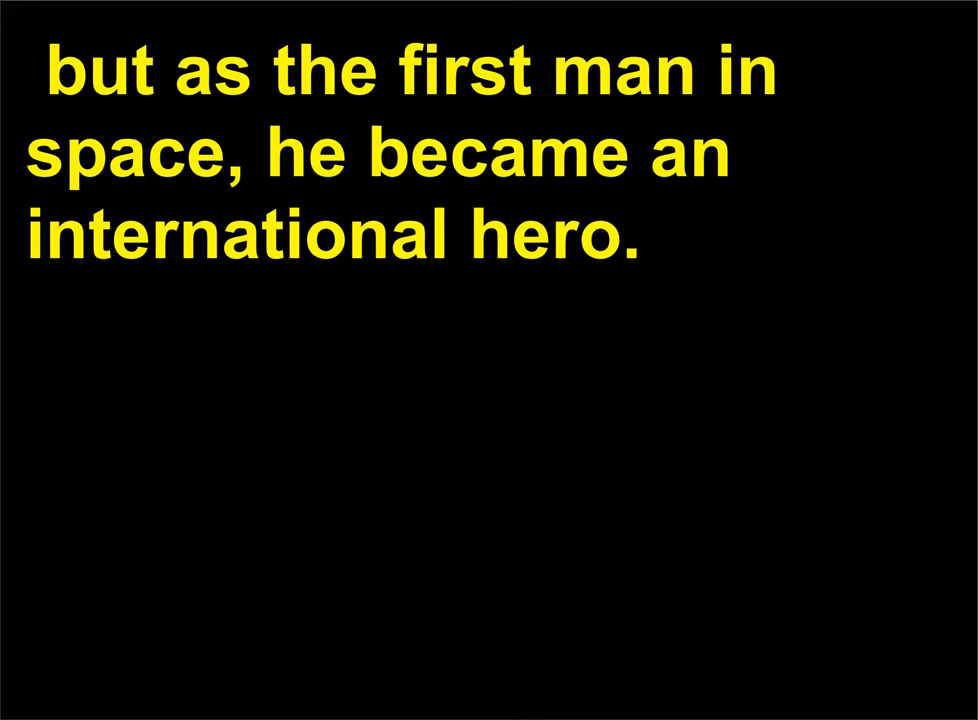 but as the first man in
space, he became an
international hero.